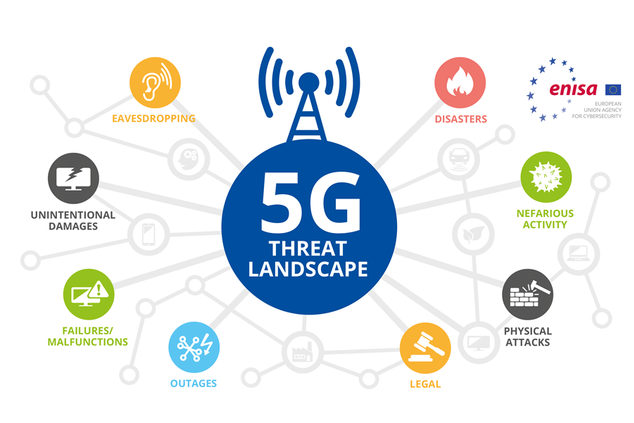 EAVESDROPPING
DISASTERS
enisa
EUROPEAN
UNION AGENCY
FOR CYBERSECURITY
5G
THREAT
LANDSCAPE
UNINTENTIONAL
DAMAGES
NEFARIOUS
ACTIVITY
FAILURES/
MALFUNCTIONS
PHYSICAL
ATTACKS
OUTAGES
LEGAL